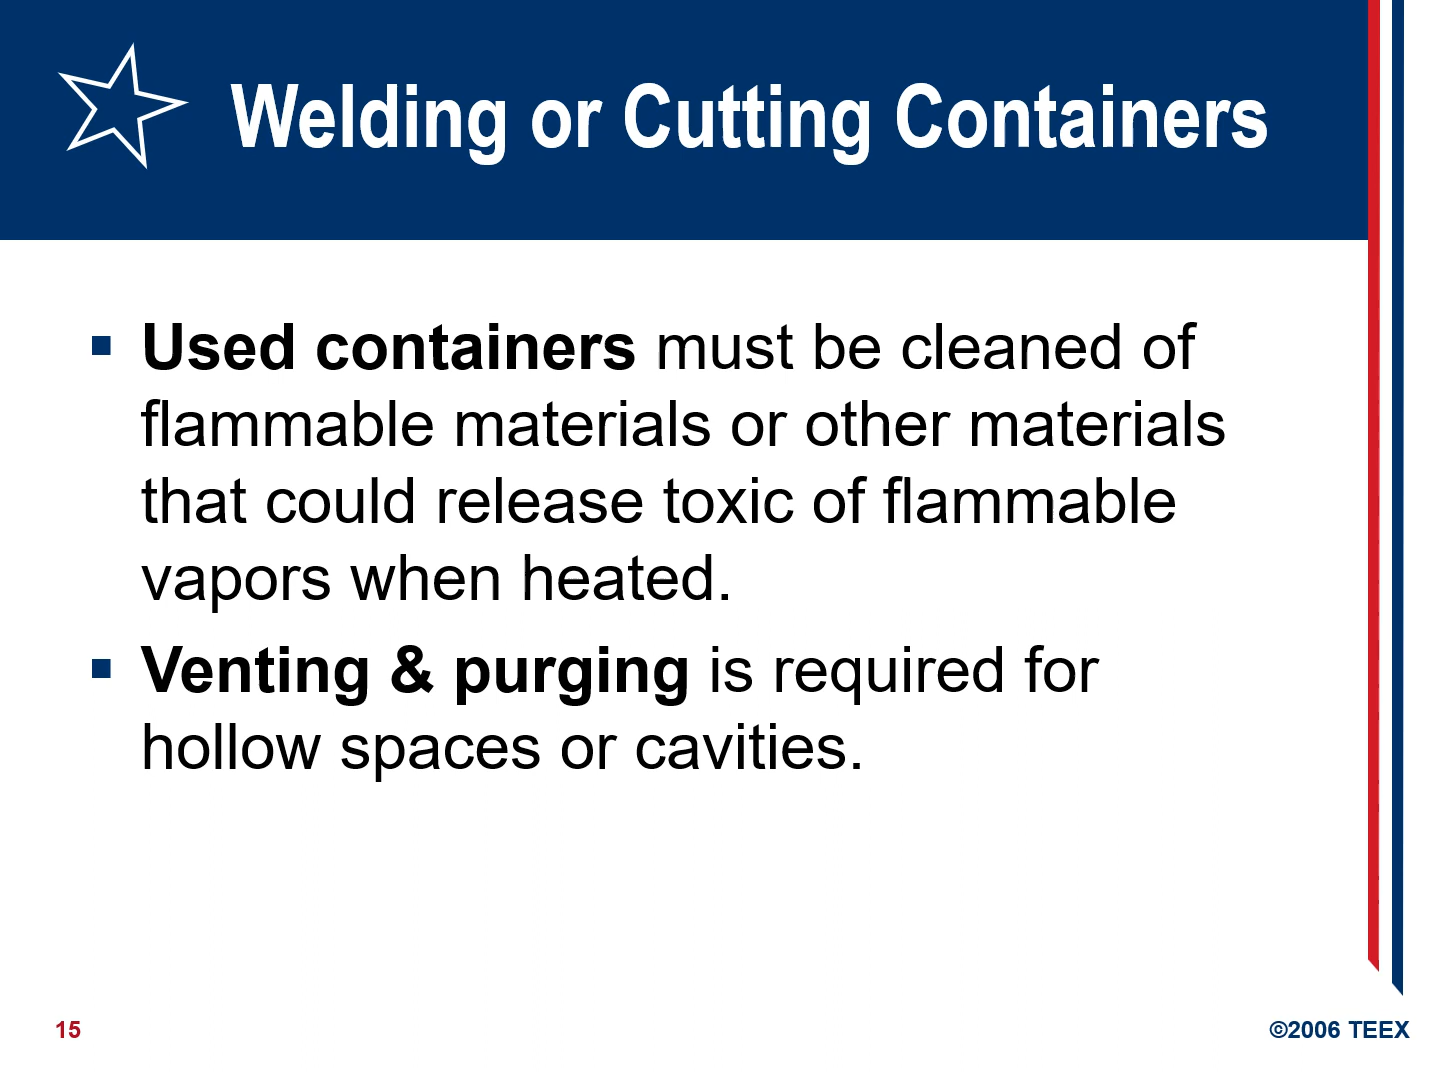 Welding or Cutting Containers
▪ Used containers must be cleaned of
flammable materials or other materials
that could release toxic of flammable
vapors when heated.
▪ Venting & purging is required for
hollow spaces or cavities.
15
©2006 TEEX